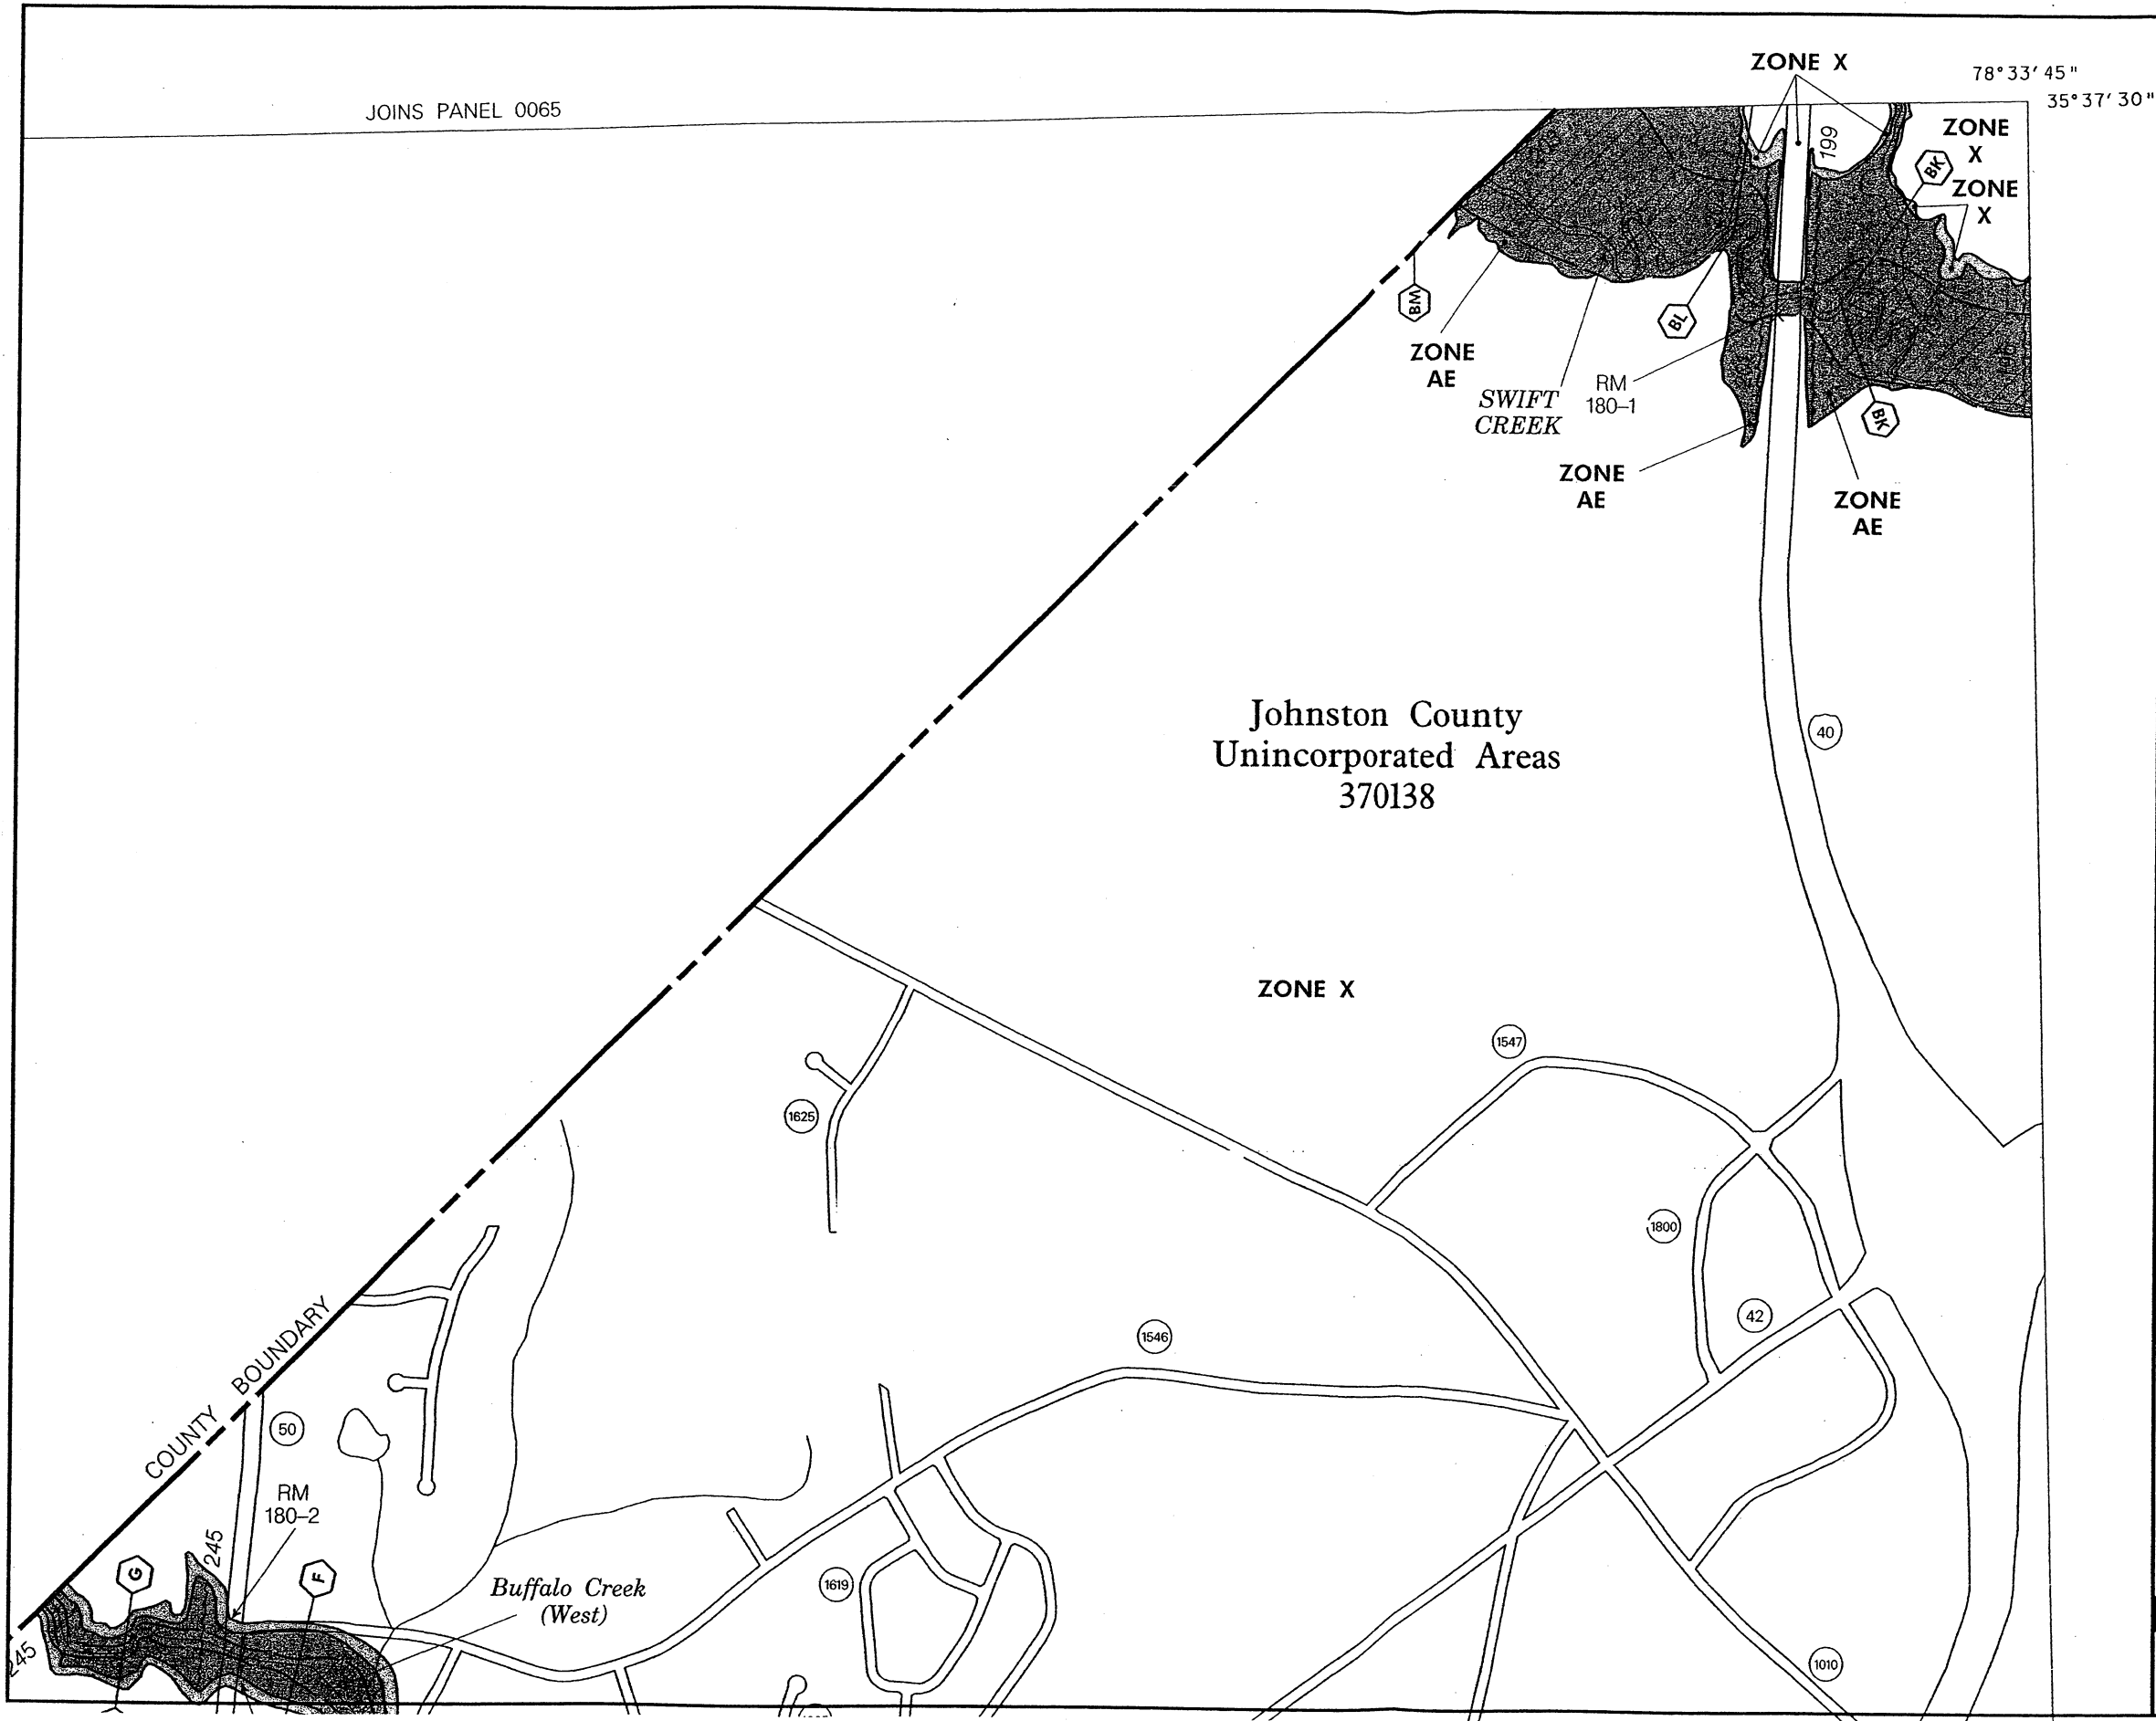 JOINS PANEL 0065
ZONE X
78°33'45"
35°37'30"
199
ZONE
X
BK
ZONE
X
BM
BL
ZONE
AE
SWIFT
CREEK
RM
180–1
BK
ZONE
AE
ZONE
AE
Johnston County
Unincorporated Areas
370138
40
ZONE X
1547
1625
1800
42
1546
COUNTY BOUNDARY
50
RM
180–2
245
G
F
Buffalo Creek
(West)
1619
245
1010